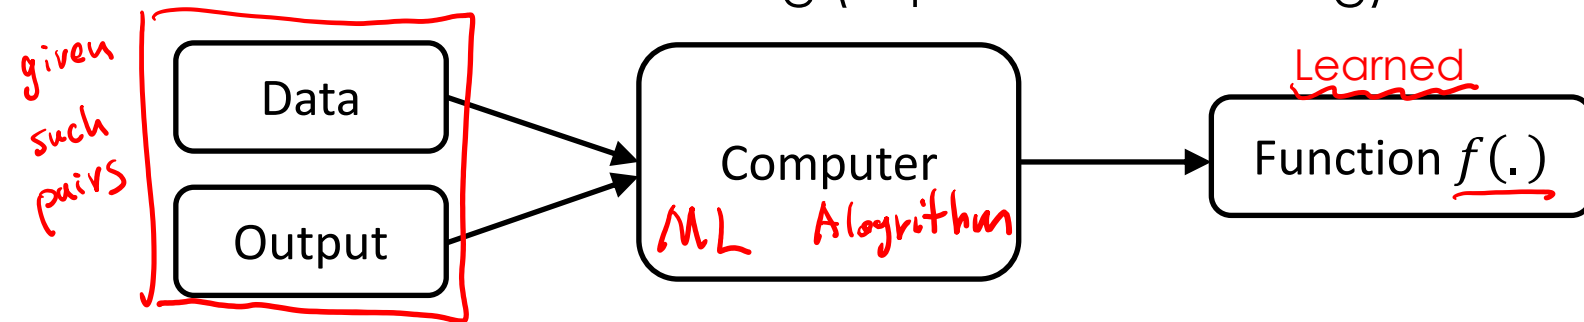 given
such
pairs
Data
Output
Computer
ML Alogrithm
Learned
Function f(.)